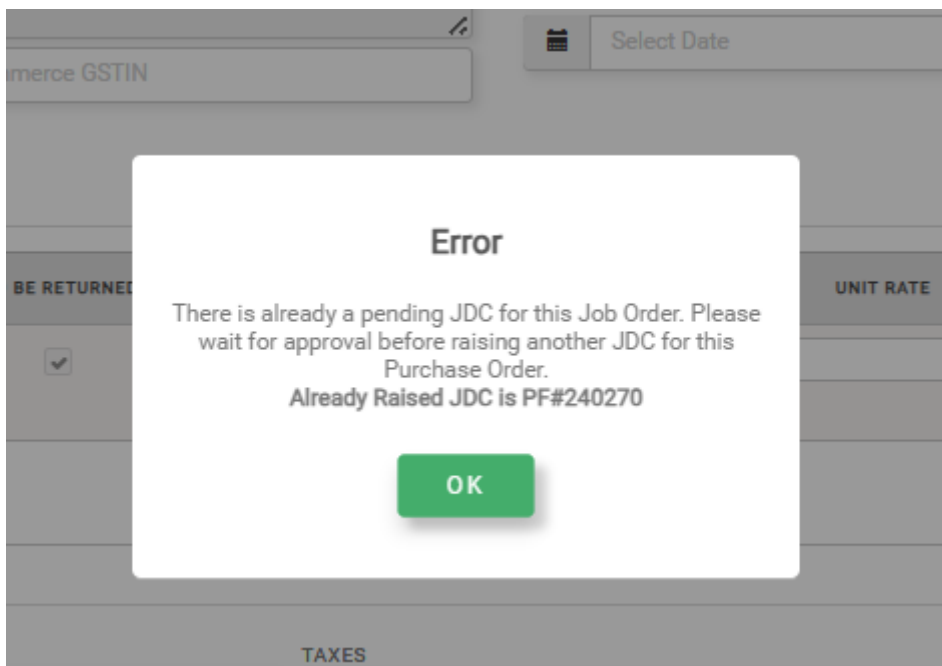 Select Date
merce GSTIN
Error
BE RETURNED
UNIT RATE
There is already a pending JDC for this Job Order. Please
wait for approval before raising another JDC for this
Purchase Order.
Already Raised JDC is PF#240270
OK
TAXES